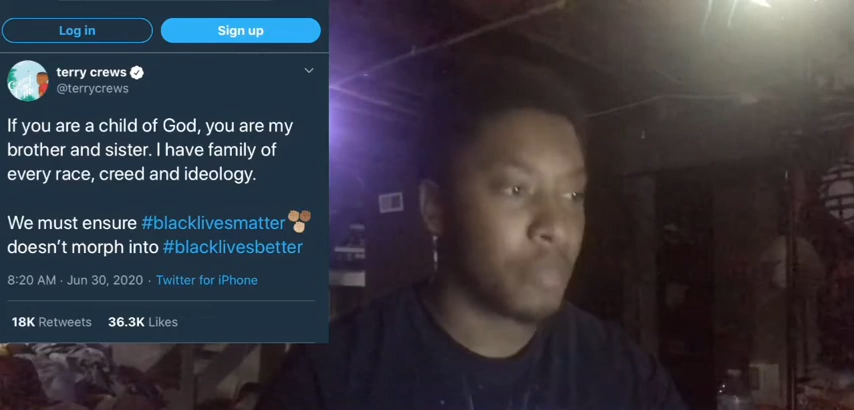 Log in
Sign up
terry crews
@terrycrews
If you are a child of God, you are my
brother and sister. I have family of
every race, creed and ideology.
We must ensure #blacklivesmatter
doesn't morph into #blacklivesbetter
8:20 AM · Jun 30, 2020 · Twitter for iPhone
18K Retweets 36.3K Likes